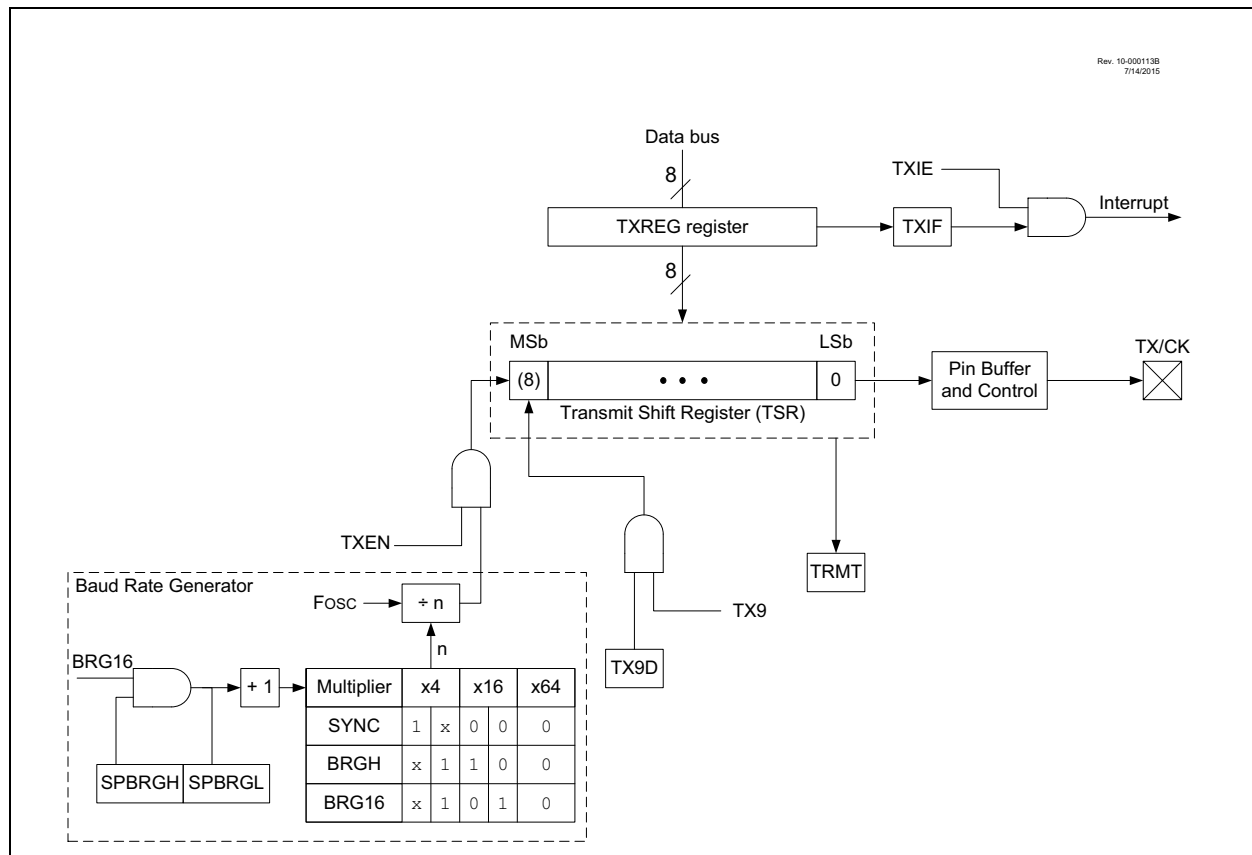 Rev. 10-000113B
7/14/2015
Data bus
8
TXIE
Interrupt
TXREG register
TXIF
8
MSb
LSb
TX/CK
(8)
• • •
0
Pin Buffer
and Control
Transmit Shift Register (TSR)
TXEN
TRMT
Baud Rate Generator
FOSC
÷ n
TX9
n
BRG16
TX9D
+ 1
Multiplier x4 x16 x64
SYNC 1 x 0 0 0
BRGH x 1 1 0 0
SPBRGH SPBRGL
BRG16 x 1 0 1 0